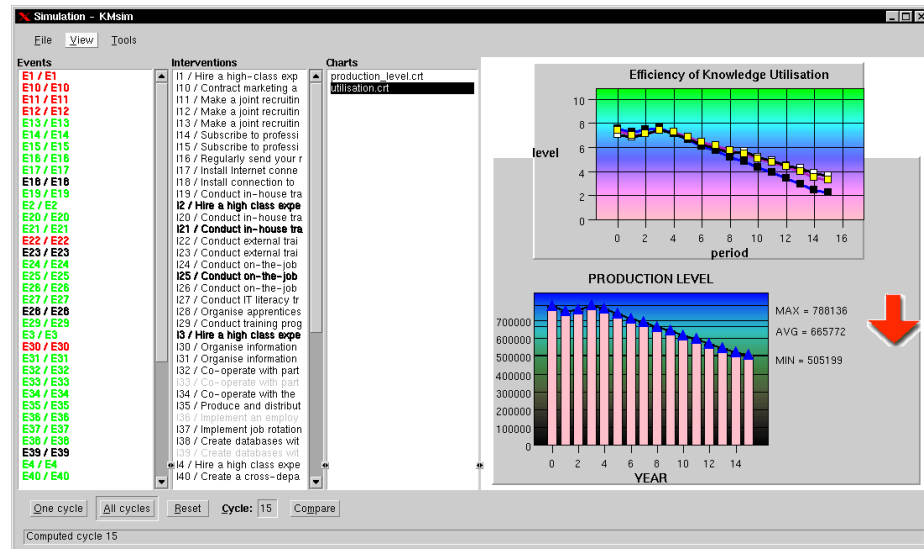 Simulation - KMsim
File View Tools
Events
E1 / E1
E10 / E10
E11 / E11
E12 / E12
E13 / E13
E14 / E14
E15 / E15
E16 / E16
E17 / E17
E18 / E18
E19 / E19
E2 / E2
E20 / E20
E21 / E21
E22 / E22
E23 / E23
E24 / E24
E25 / E25
E26 / E26
E27 / E27
E28 / E28
E29 / E29
E3 / E3
E30 / E30
E31 / E31
E32 / E32
E33 / E33
E34 / E34
E35 / E35
E36 / E36
E37 / E37
E38 / E38
E39 / E39
E4 / E4
E40 / E40
Interventions
I1 / Hire a high-class exp
I10 / Contract marketing a
I11 / Make a joint recruitin
I12 / Make a joint recruitin
I13 / Make a joint recruitin
I14 / Subscribe to professi
I15 / Subscribe to professi
I16 / Regularly send your r
I17 / Install Internet conne
I18 / Install connection to
I19 / Conduct in-house tra
I2 / Hire a high class expe
I20 / Conduct in-house tra
I21 / Conduct in-house tra
I22 / Conduct external trai
I23 / Conduct external trai
I24 / Conduct on-the-job
I25 / Conduct on-the-job
I26 / Conduct on-the-job
I27 / Conduct IT literacy tr
I28 / Organise apprentices
I29 / Conduct training prog
I3 / Hire a high class expe
I30 / Organise information
I31 / Organise information
I32 / Co-operate with part
I33 / Co-operate with part
I34 / Co-operate with the
I35 / Produce and distribut
I36 / Implement an employ
I37 / Implement job rotation
I38 / Create databases wit
I39 / Create databases wit
I4 / Hire a high class expe
I40 / Create a cross-depa
Charts
production_level.crt
utilisation.crt
Efficiency of Knowledge Utilisation
level
10
8
6
4
2
0
0 2 4 6 8 10 12 14 16
period
PRODUCTION LEVEL
700000
600000
500000
400000
300000
200000
100000
0
0 2 4 6 8 10 12 14
YEAR
MAX = 788136
AVG = 665772
MIN = 505199
One cycle All cycles Reset Cycle: 15 Compare
Computed cycle 15